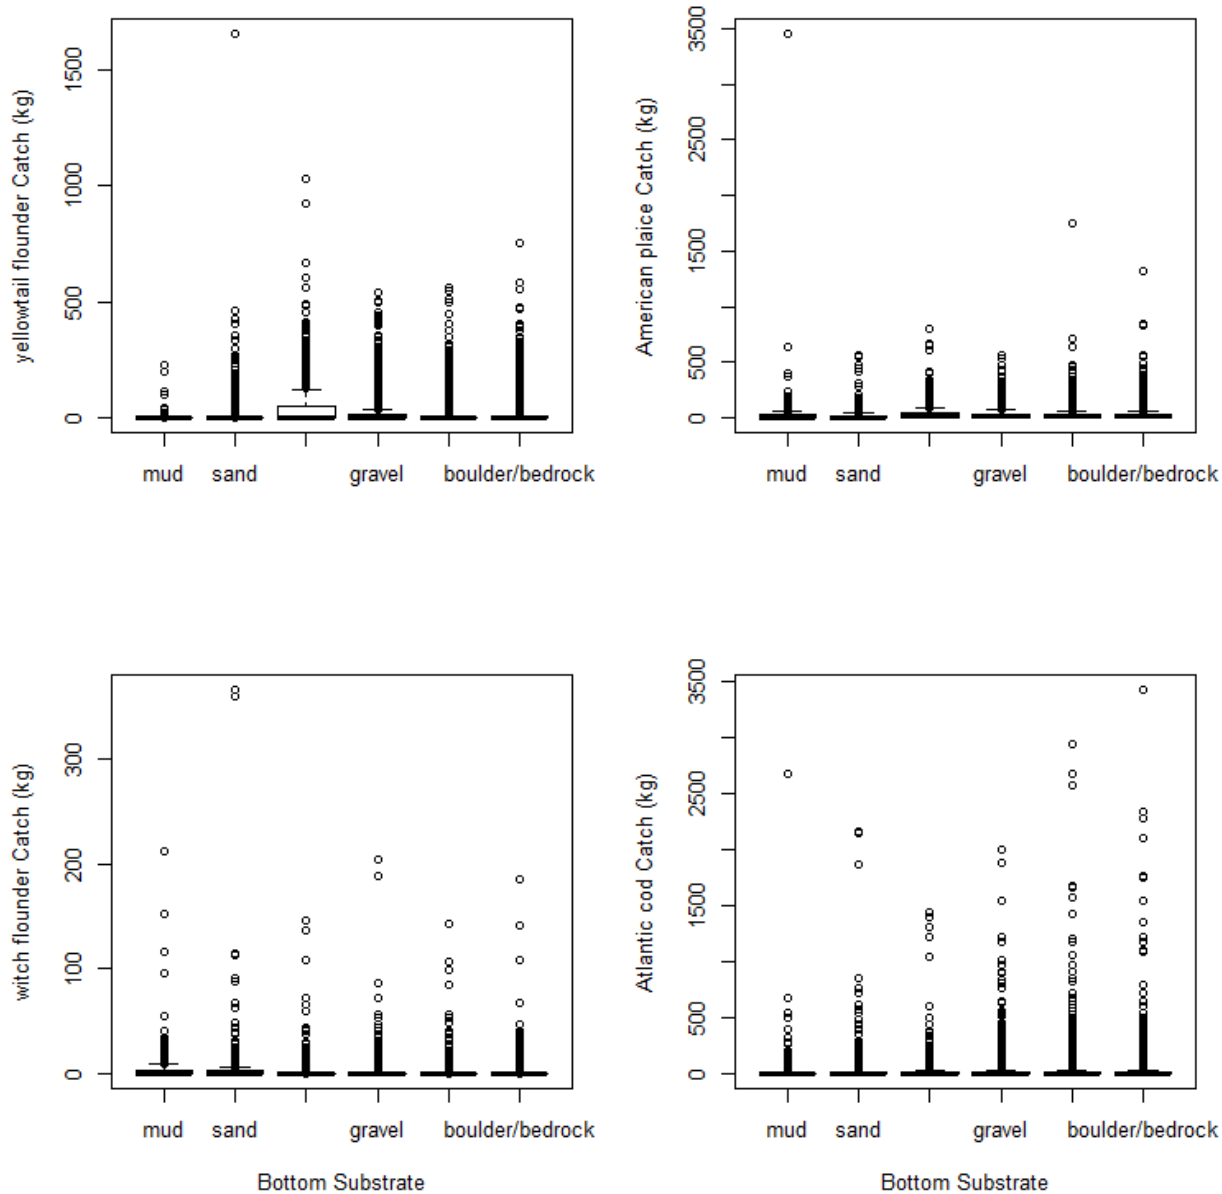 yellowtail flounder Catch (kg)
1500
1000
500
0
mud sand gravel boulder/bedrock
American plaice Catch (kg)
3500
2500
1500
500
0
mud sand gravel boulder/bedrock
witch flounder Catch (kg)
300
200
100
0
mud sand gravel boulder/bedrock
Bottom Substrate
Atlantic cod Catch (kg)
3500
2500
1500
500
0
mud sand gravel boulder/bedrock
Bottom Substrate